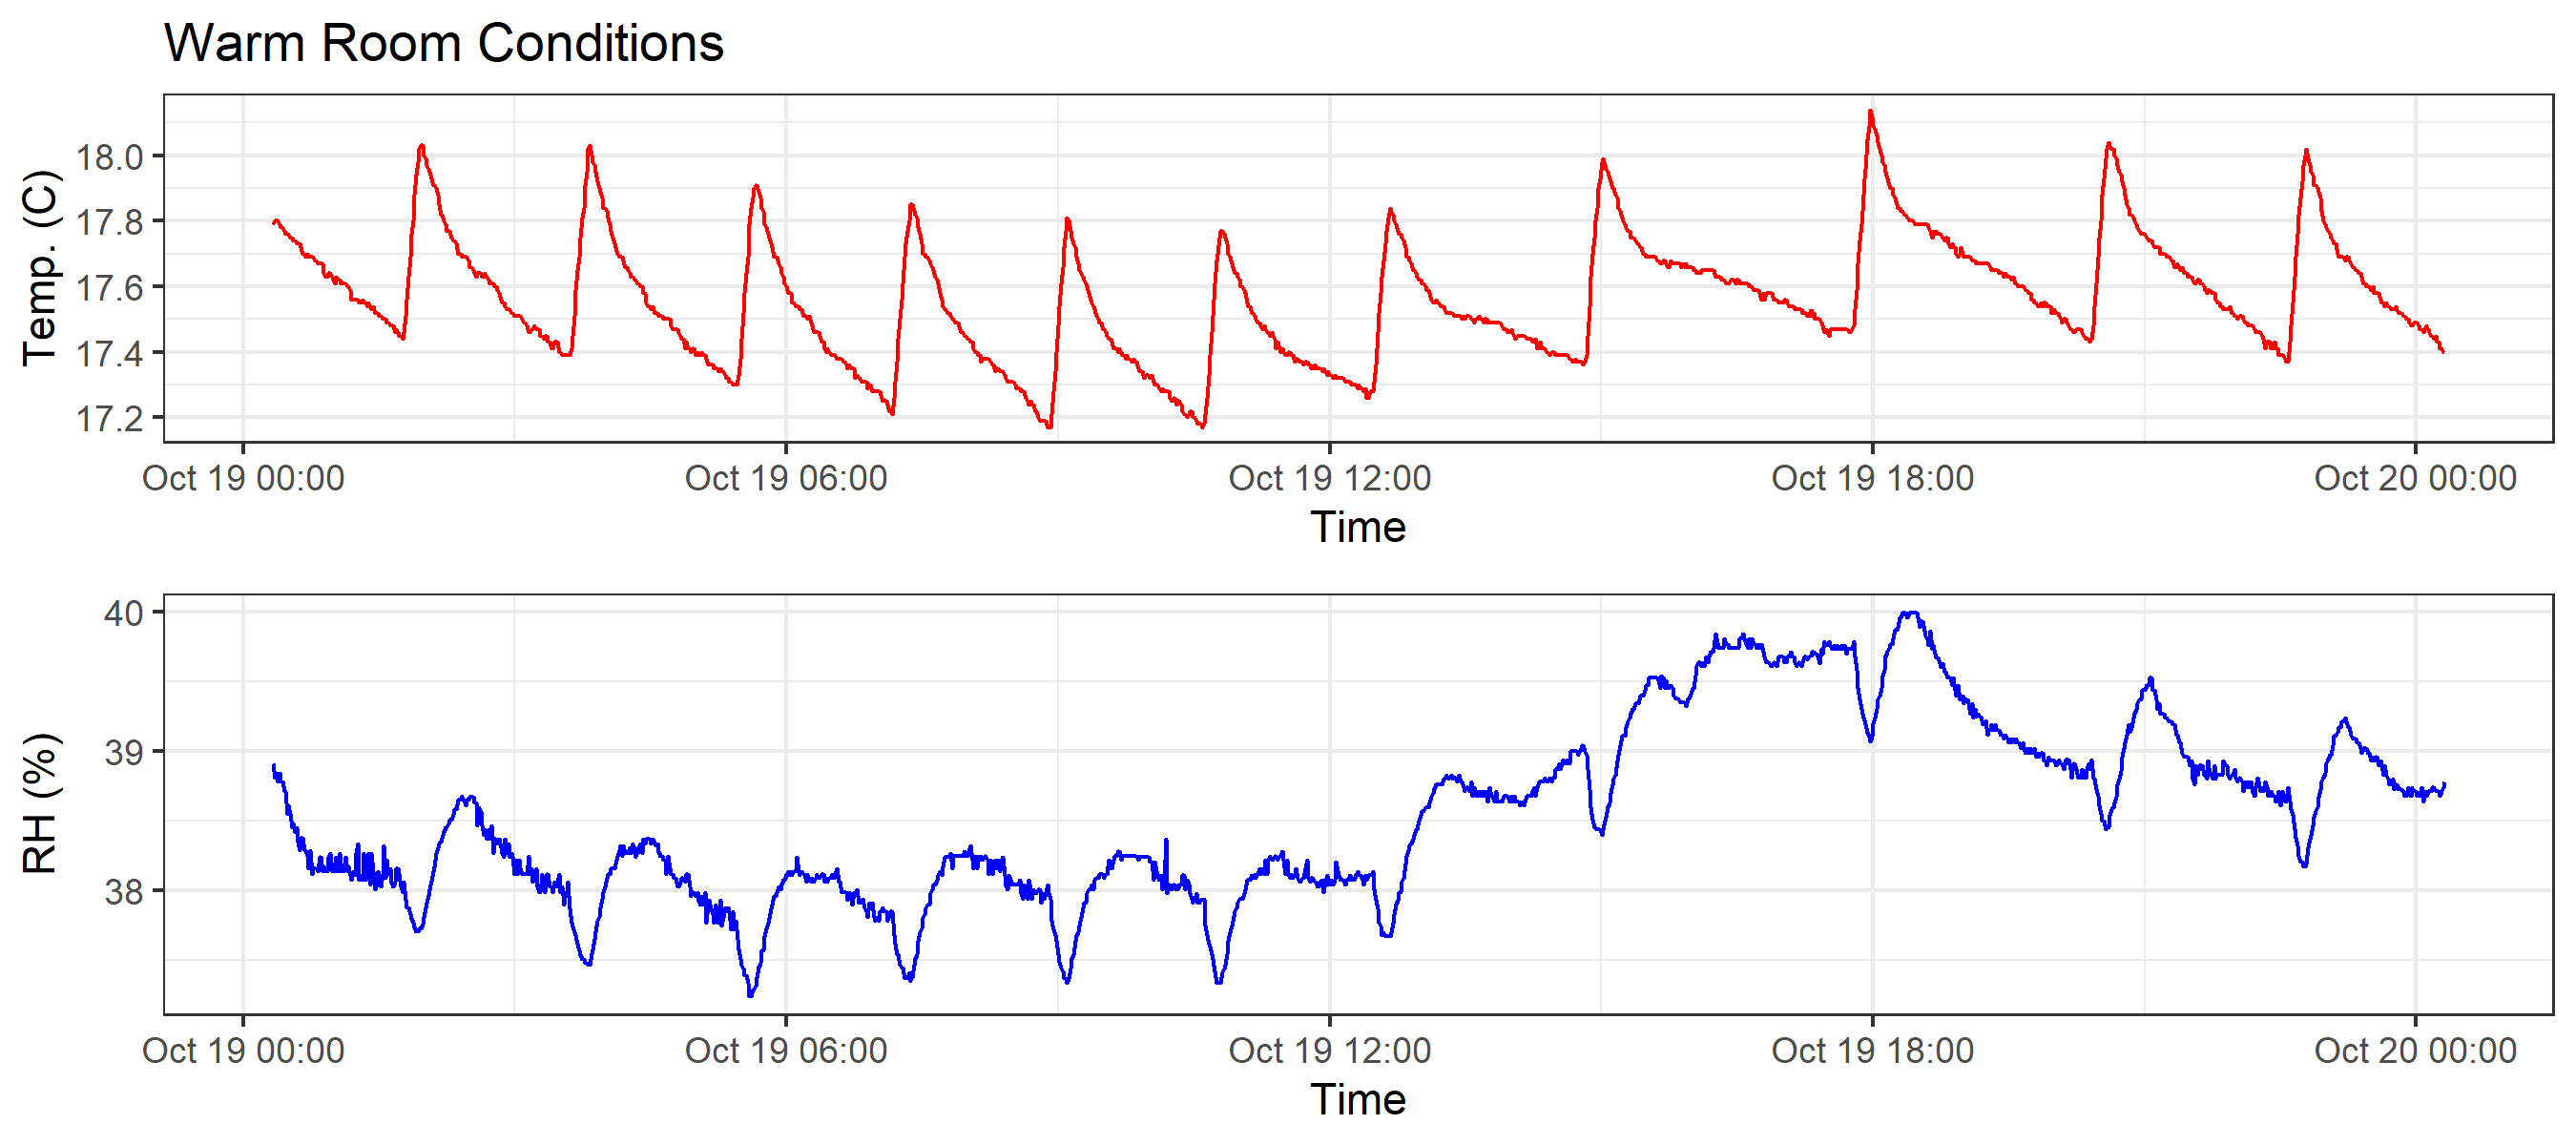 Warm Room Conditions
Temp. (C)
18.0
17.8
17.6
17.4
17.2
Oct 19 00:00 Oct 19 06:00 Oct 19 12:00 Oct 19 18:00 Oct 20 00:00
Time
RH (%)
40
39
38
Oct 19 00:00 Oct 19 06:00 Oct 19 12:00 Oct 19 18:00 Oct 20 00:00
Time